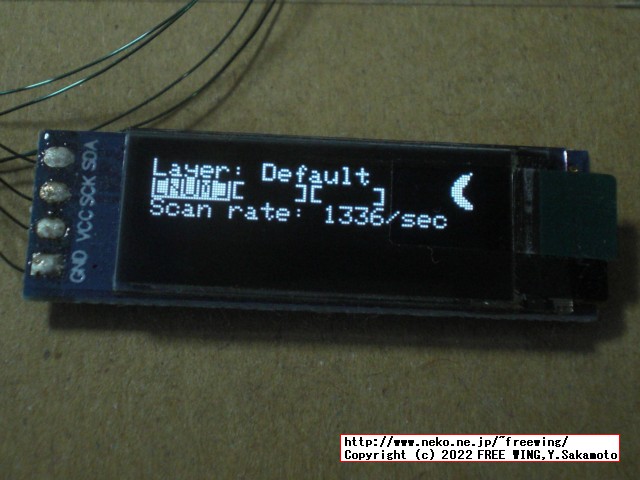 Layer: Default
[NUM][    ][    ]
Scan rate: 1336/sec
SDA
SCK
VCC
GND
http://www.neko.ne.jp/~freewing/
Copyright (c) 2022 FREE WING,Y.Sakamoto